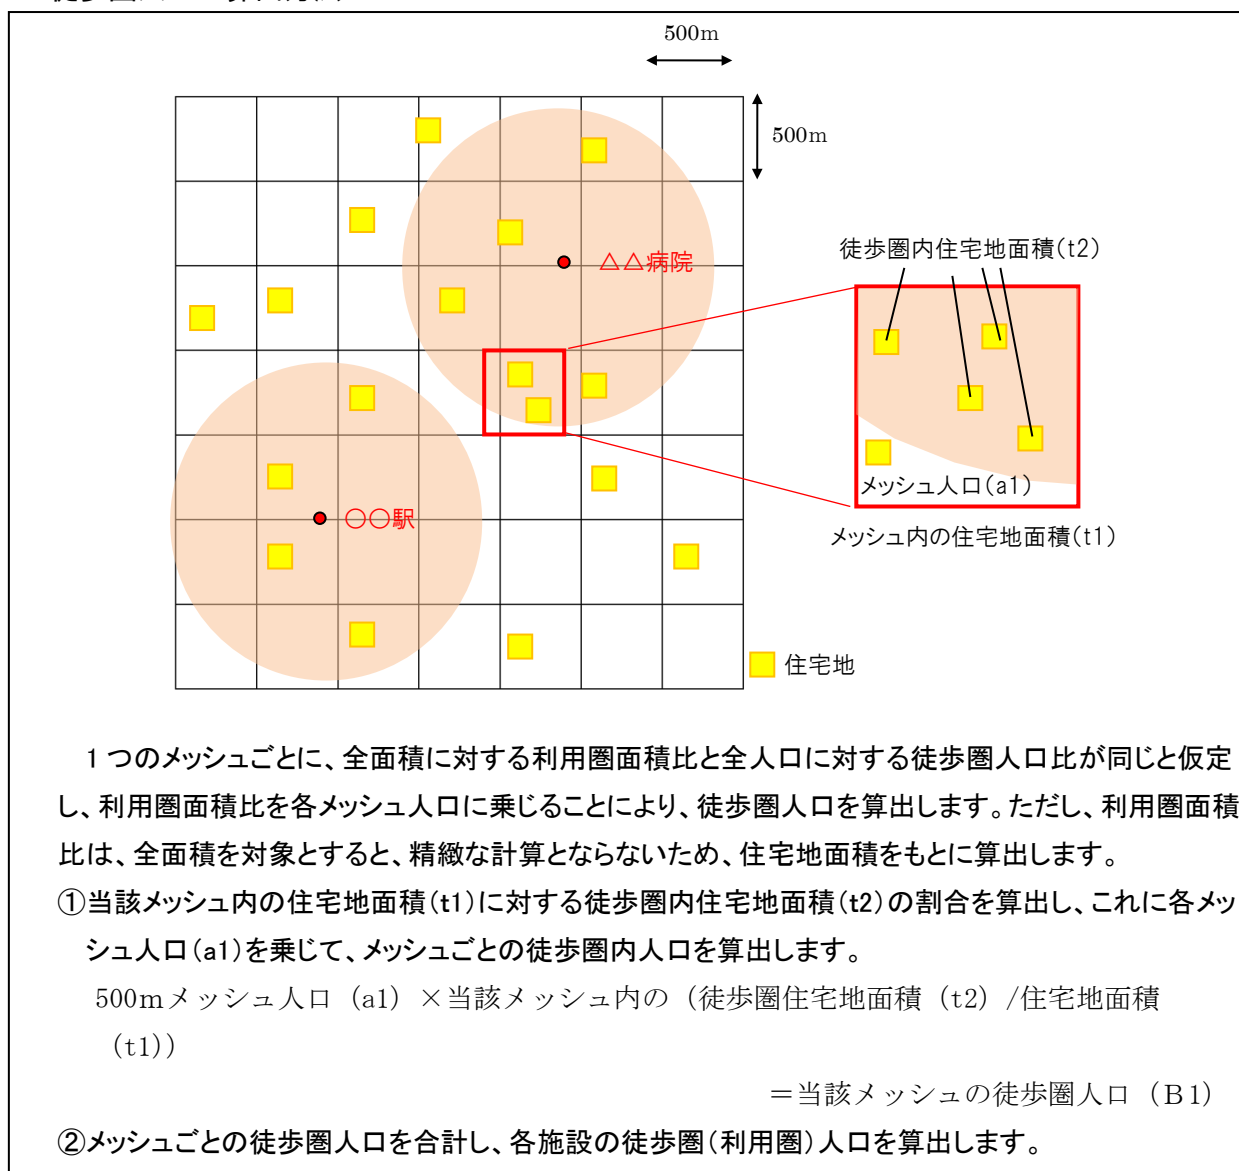 500m
500m
△△病院
徒歩圏内住宅地面積(t2)
メッシュ人口(a1)
メッシュ内の住宅地面積(t1)
〇〇駅
住宅地
1つのメッシュごとに、全面積に対する利用圏面積比と全人口に対する徒歩圏人口比が同じと仮定
し、利用圏面積比を各メッシュ人口に乗じることにより、徒歩圏人口を算出します。ただし、利用圏面積
比は、全面積を対象とすると、精緻な計算とならないため、住宅地面積をもとに算出します。
①当該メッシュ内の住宅地面積(t1)に対する徒歩圏内住宅地面積(t2)の割合を算出し、これに各メッ
シュ人口(a1)を乗じて、メッシュごとの徒歩圏内人口を算出します。
500mメッシュ人口（a1）×当該メッシュ内の（徒歩圏住宅地面積（t2）/住宅地面積
（t1））
＝当該メッシュの徒歩圏人口（B1）
②メッシュごとの徒歩圏人口を合計し、各施設の徒歩圏(利用圏)人口を算出します。